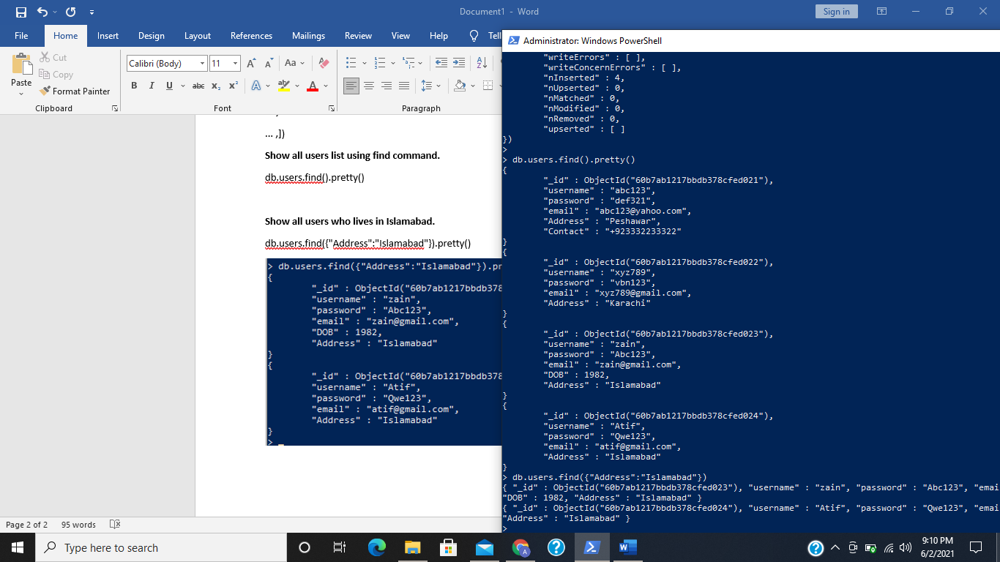 Document1 - Word
Sign in
File Home Insert Design Layout References Mailings Review View Help Tell
Paste
Cut
Copy
Format Painter
Clipboard
Calibri (Body) 11
Font
Paragraph
... ,])
Show all users list using find command.
db.users.find().pretty()
Show all users who lives in Islamabad.
db.users.find({"Address":"Islamabad"}).pretty()
> db.users.find({"Address":"Islamabad"}).pr
{
"_id" : ObjectId("60b7ab1217bbdb378
"username" : "zain",
"password" : "Abc123",
"email" : "zain@gmail.com",
"DOB" : 1982,
"Address" : "Islamabad"
}
{
"_id" : ObjectId("60b7ab1217bbdb378
"username" : "Atif",
"password" : "Qwe123",
"email" : "atif@gmail.com",
"Address" : "Islamabad"
}
> _
Page 2 of 2 95 words
Administrator: Windows PowerShell
"writeErrors" : [ ],
"writeConcernErrors" : [ ],
"nInserted" : 4,
"nUpserted" : 0,
"nMatched" : 0,
"nModified" : 0,
"nRemoved" : 0,
"upserted" : [ ]
})
>
> db.users.find().pretty()
{
"_id" : ObjectId("60b7ab1217bbdb378cfed021"),
"username" : "abc123",
"password" : "def321",
"email" : "abc123@yahoo.com",
"Address" : "Peshawar",
"Contact" : "+923332233322"
}
{
"_id" : ObjectId("60b7ab1217bbdb378cfed022"),
"username" : "xyz789",
"password" : "vbn123",
"email" : "xyz789@gmail.com",
"Address" : "Karachi"
}
{
"_id" : ObjectId("60b7ab1217bbdb378cfed023"),
"username" : "zain",
"password" : "Abc123",
"email" : "zain@gmail.com",
"DOB" : 1982,
"Address" : "Islamabad"
}
{
"_id" : ObjectId("60b7ab1217bbdb378cfed024"),
"username" : "Atif",
"password" : "Qwe123",
"email" : "atif@gmail.com",
"Address" : "Islamabad"
}
> db.users.find({"Address":"Islamabad"})
{ "_id" : ObjectId("60b7ab1217bbdb378cfed023"), "username" : "zain", "password" : "Abc123", "emai
"DOB" : 1982, "Address" : "Islamabad" }
{ "_id" : ObjectId("60b7ab1217bbdb378cfed024"), "username" : "Atif", "password" : "Qwe123", "emai
"Address" : "Islamabad" }
>
Type here to search
9:10 PM
6/2/2021